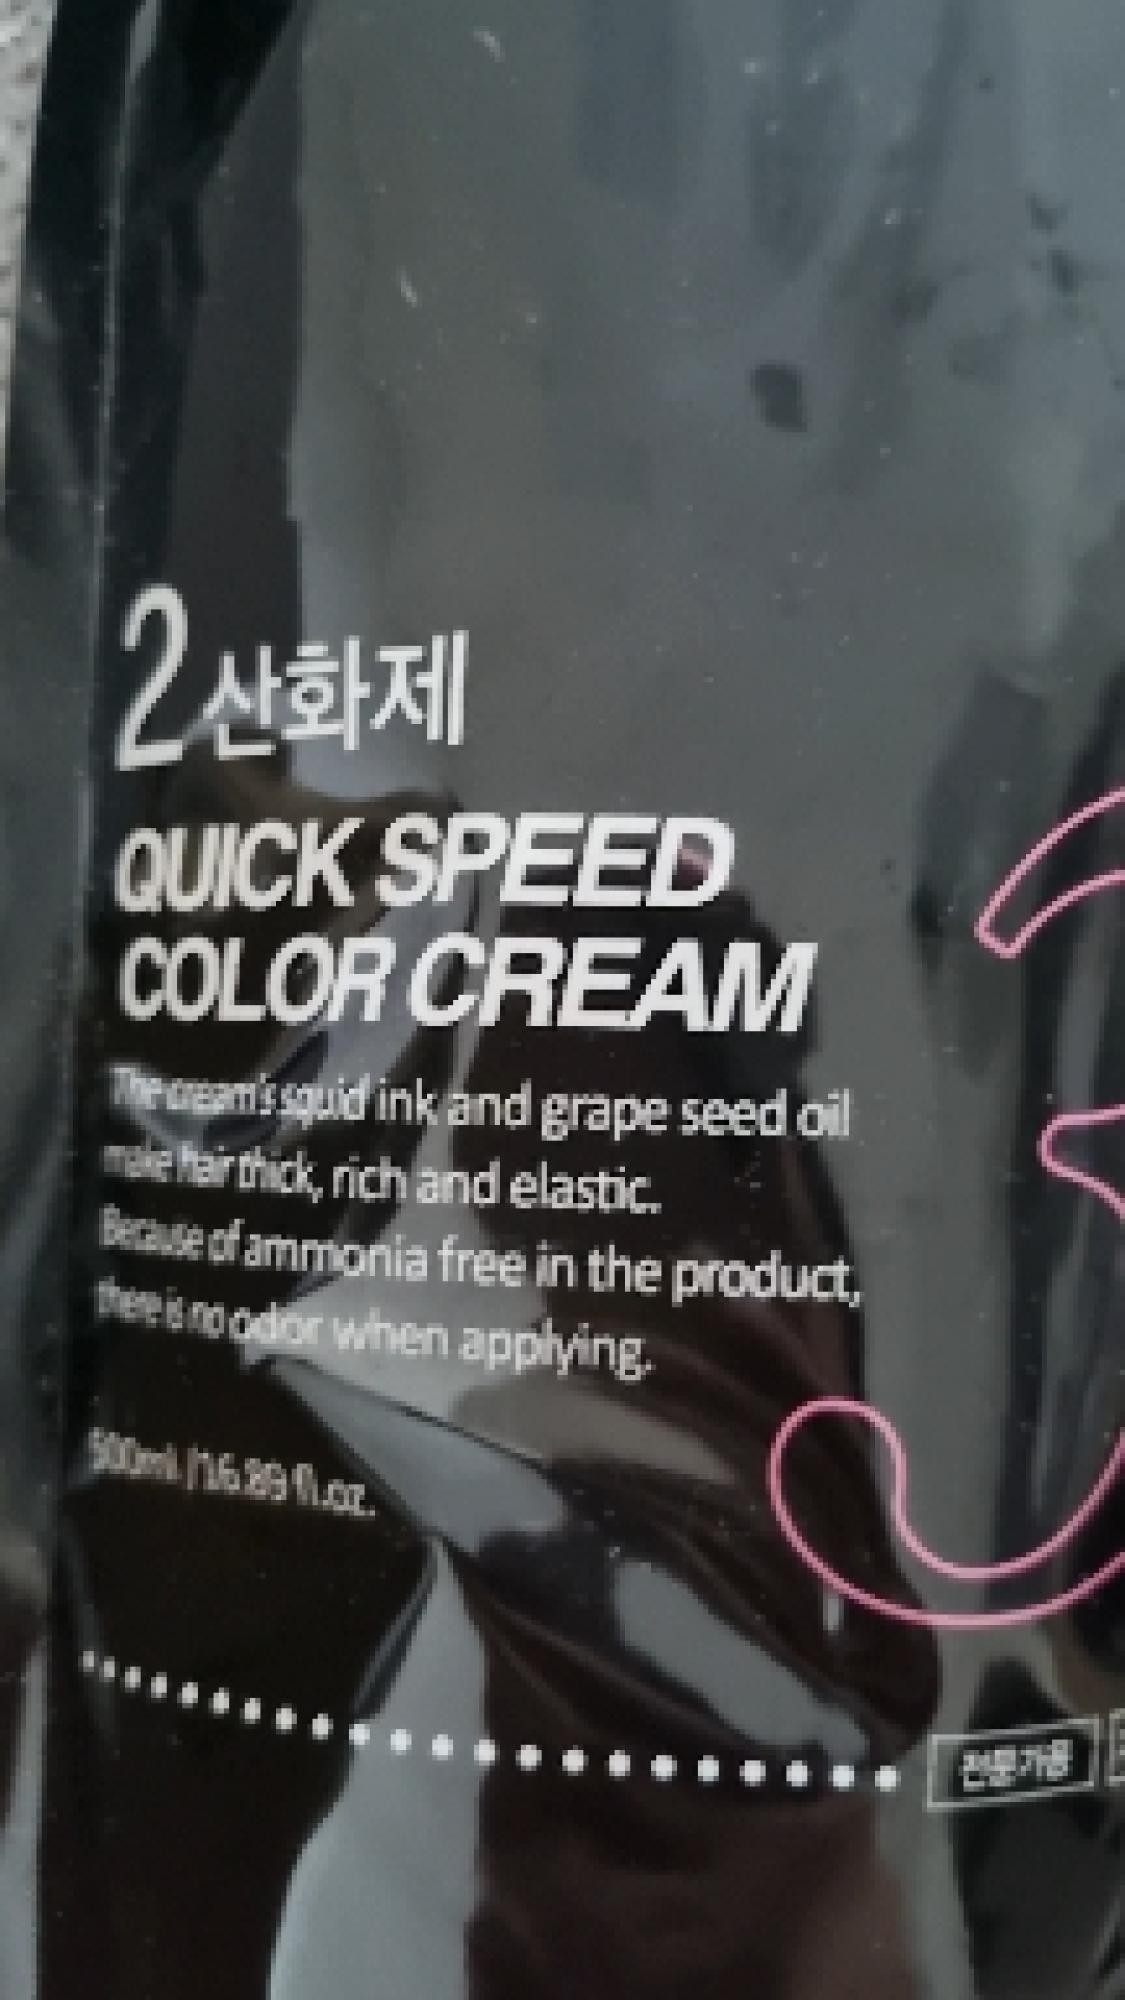 2 산화제
QUICK SPEED
COLOR CREAM
The cream's squid ink and grape seed oil
make hair thick, rich and elastic.
Because of ammonia free in the product,
there is no odor when applying.
500ml/16.89 fl.oz.
전문가용